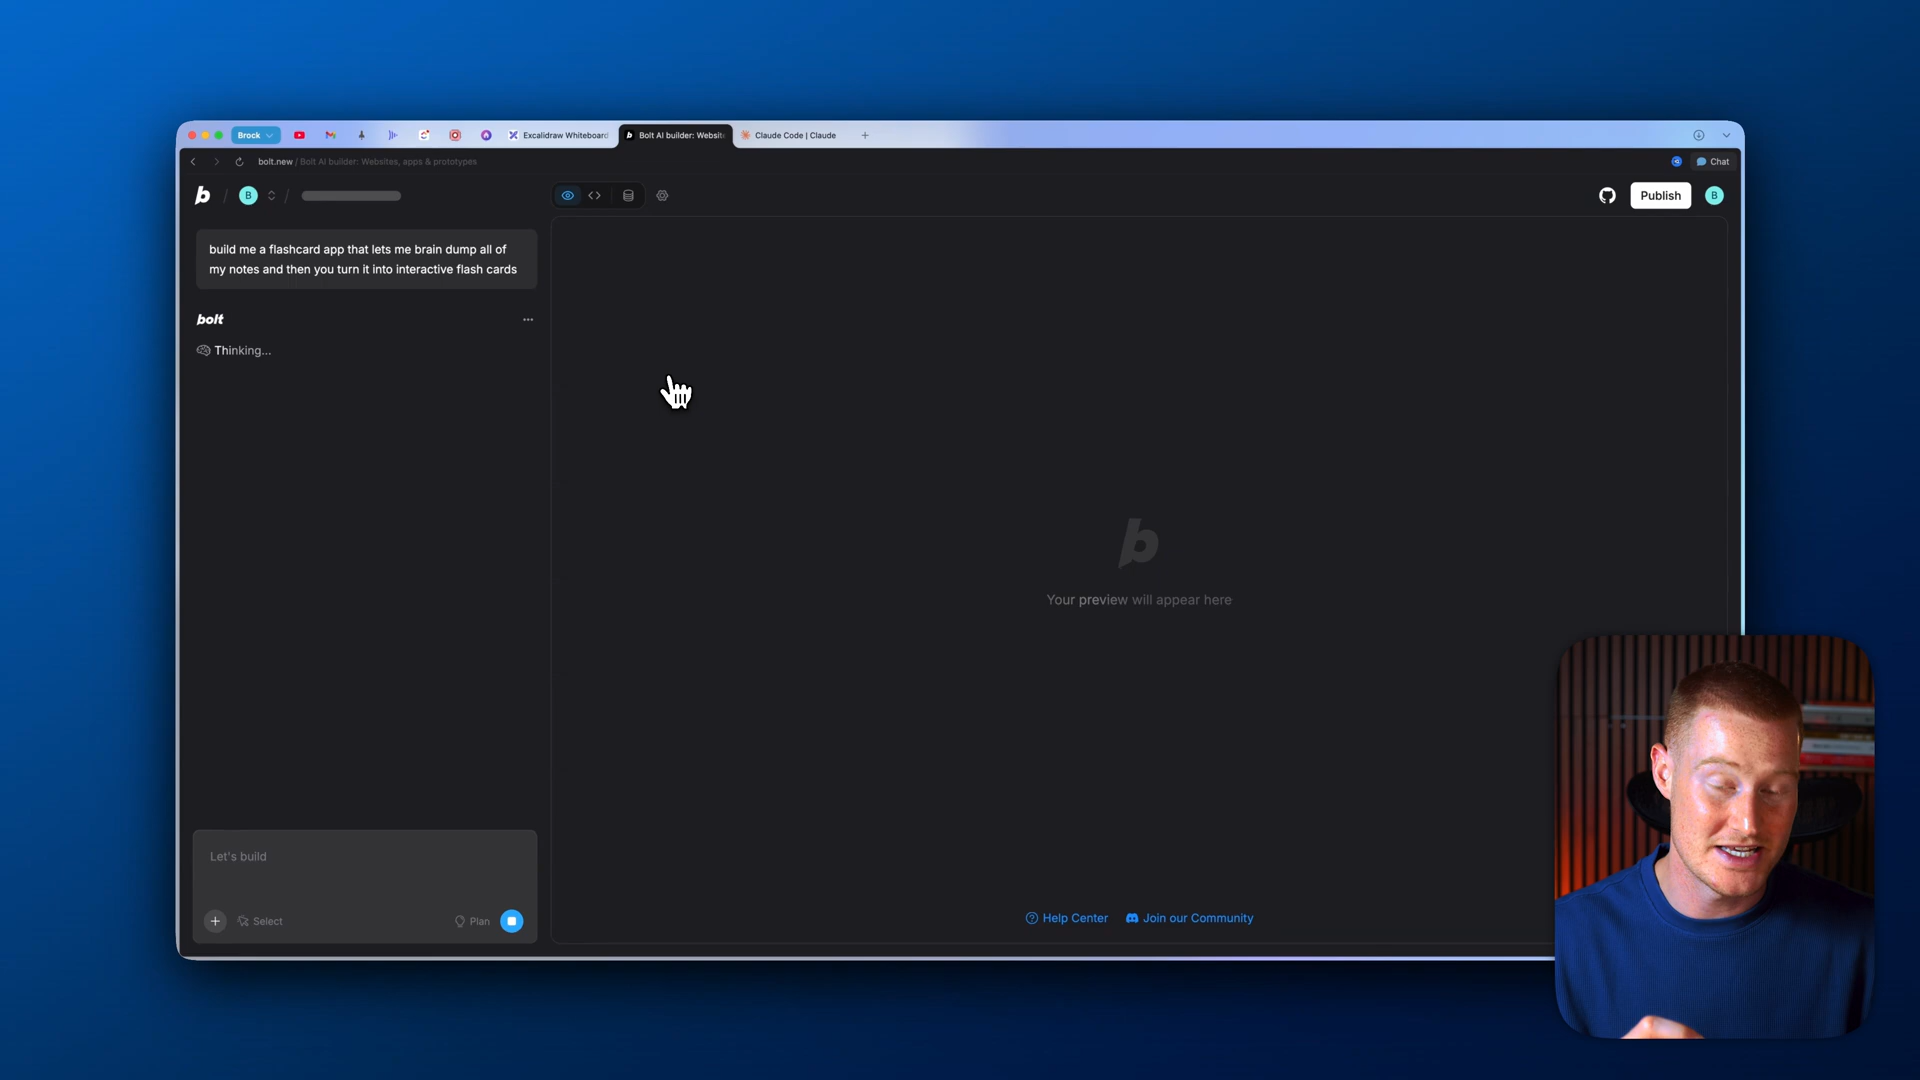 Brock
Excalidraw Whiteboard
Bolt AI builder: Websit
Claude Code | Claude
bolt.new / Bolt AI builder: Websites, apps & prototypes
Chat
b / B /
Publish
B
build me a flashcard app that lets me brain dump all of
my notes and then you turn it into interactive flash cards
bolt
Thinking...
b
Your preview will appear here
Let's build
Select
Plan
Help Center
Join our Community